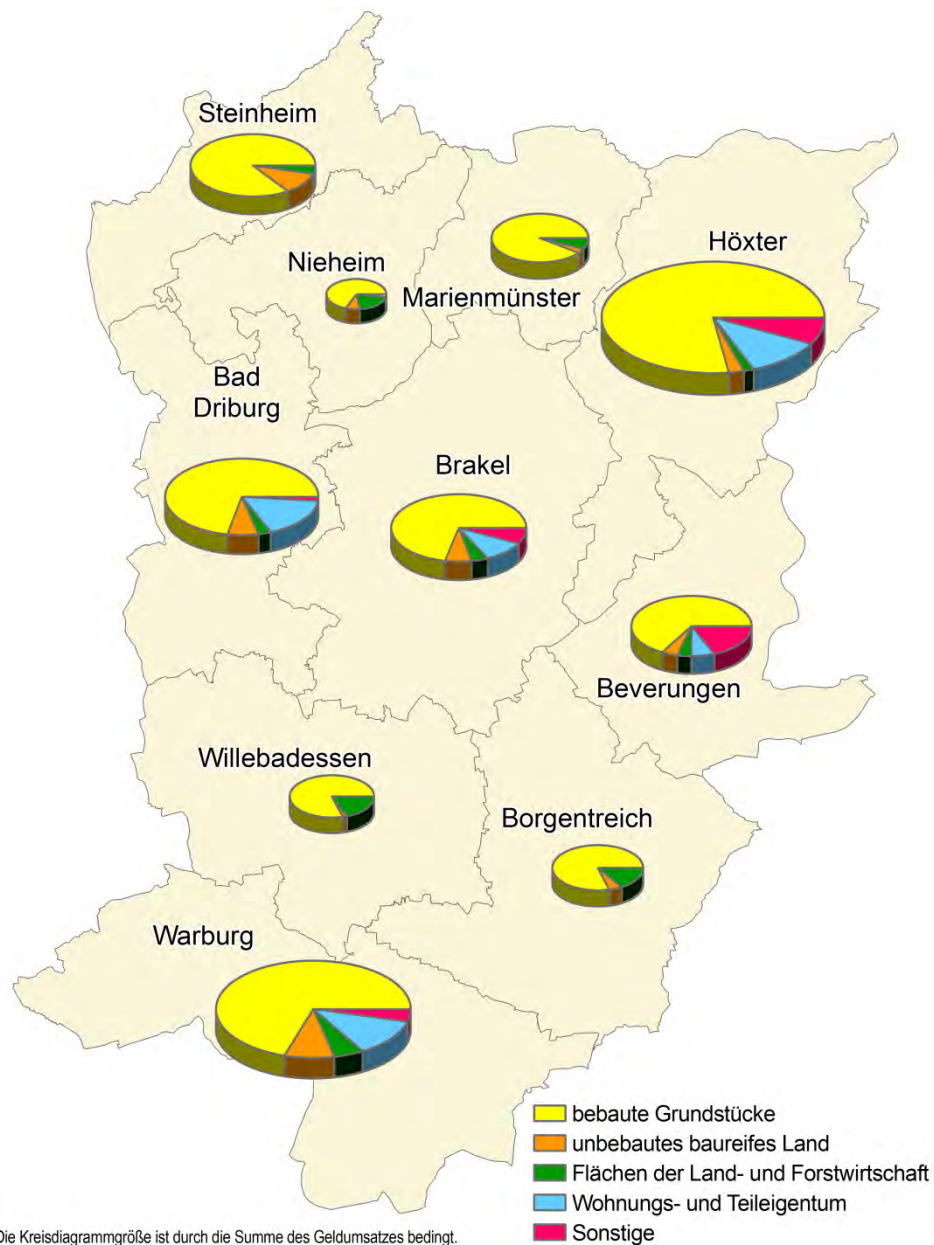 Steinheim
Höxter
Nieheim
Marienmünster
Bad
Driburg
Brakel
Beverungen
Willebadessen
Borgentreich
Warburg
bebaute Grundstücke
unbebautes baureifes Land
Flächen der Land- und Forstwirtschaft
Wohnungs- und Teileigentum
Sonstige
Die Kreisdiagrammgröße ist durch die Summe des Geldumsatzes bedingt.